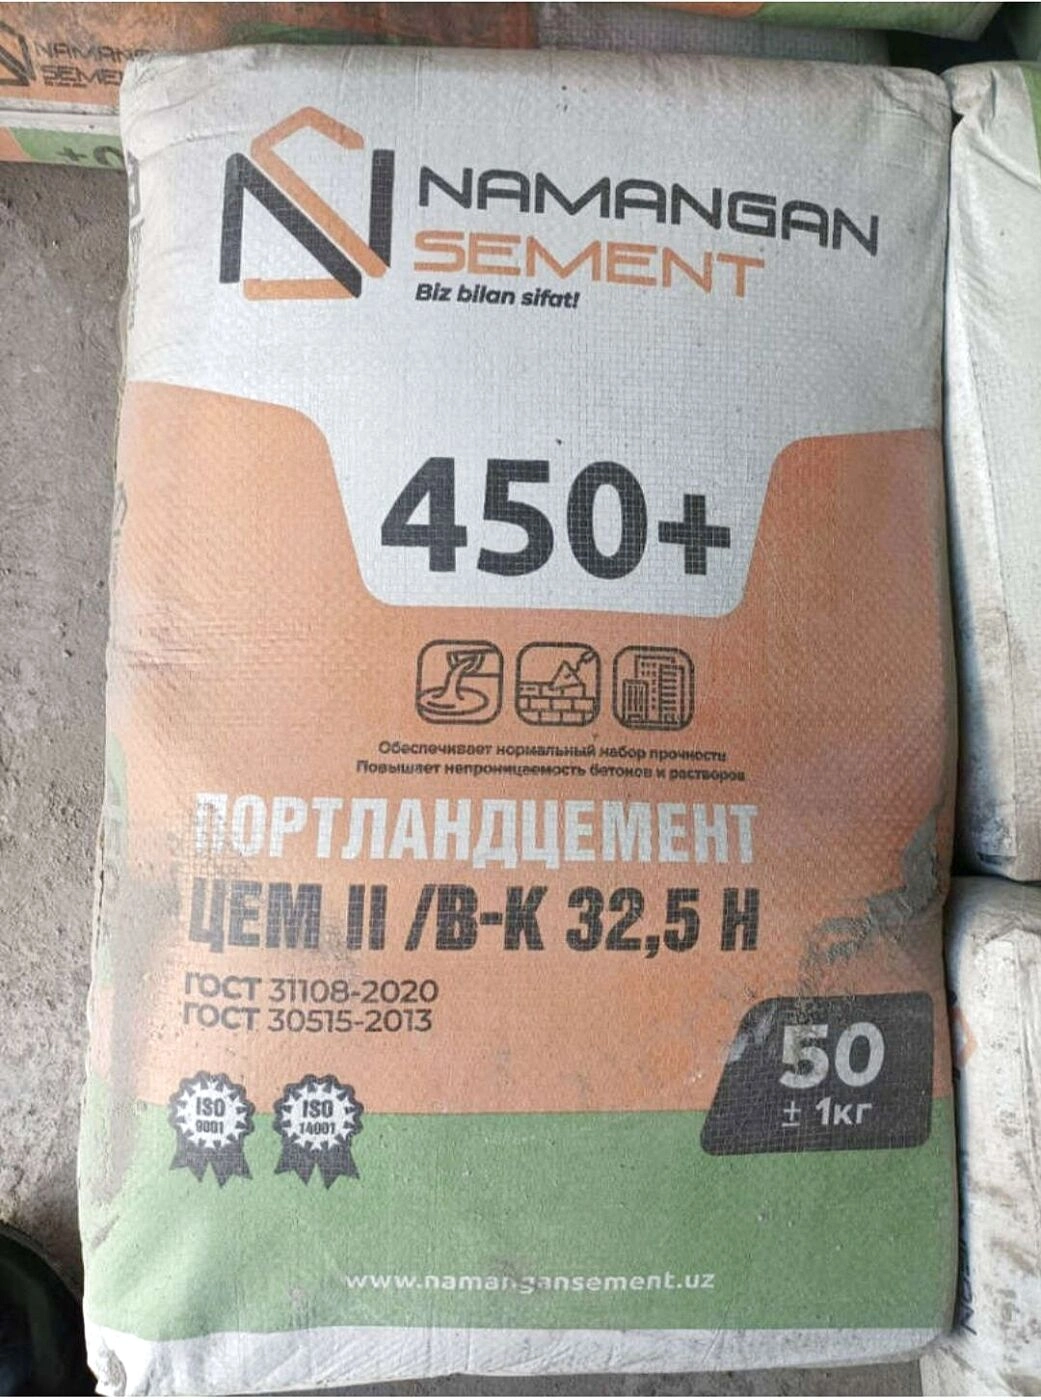 NAMANGAN
SEMENT
Biz bilan sifat!
450+
Обеспечивает нормальный набор прочности
Повышает непроницаемость бетонов и растворов
ПОРТЛАНДЦЕМЕНТ
ЦЕМ II /В-К 32,5 Н
ГОСТ 31108-2020
ГОСТ 30515-2013
50
± 1кг
ISO
9001
ISO
14001
www.namangansement.uz